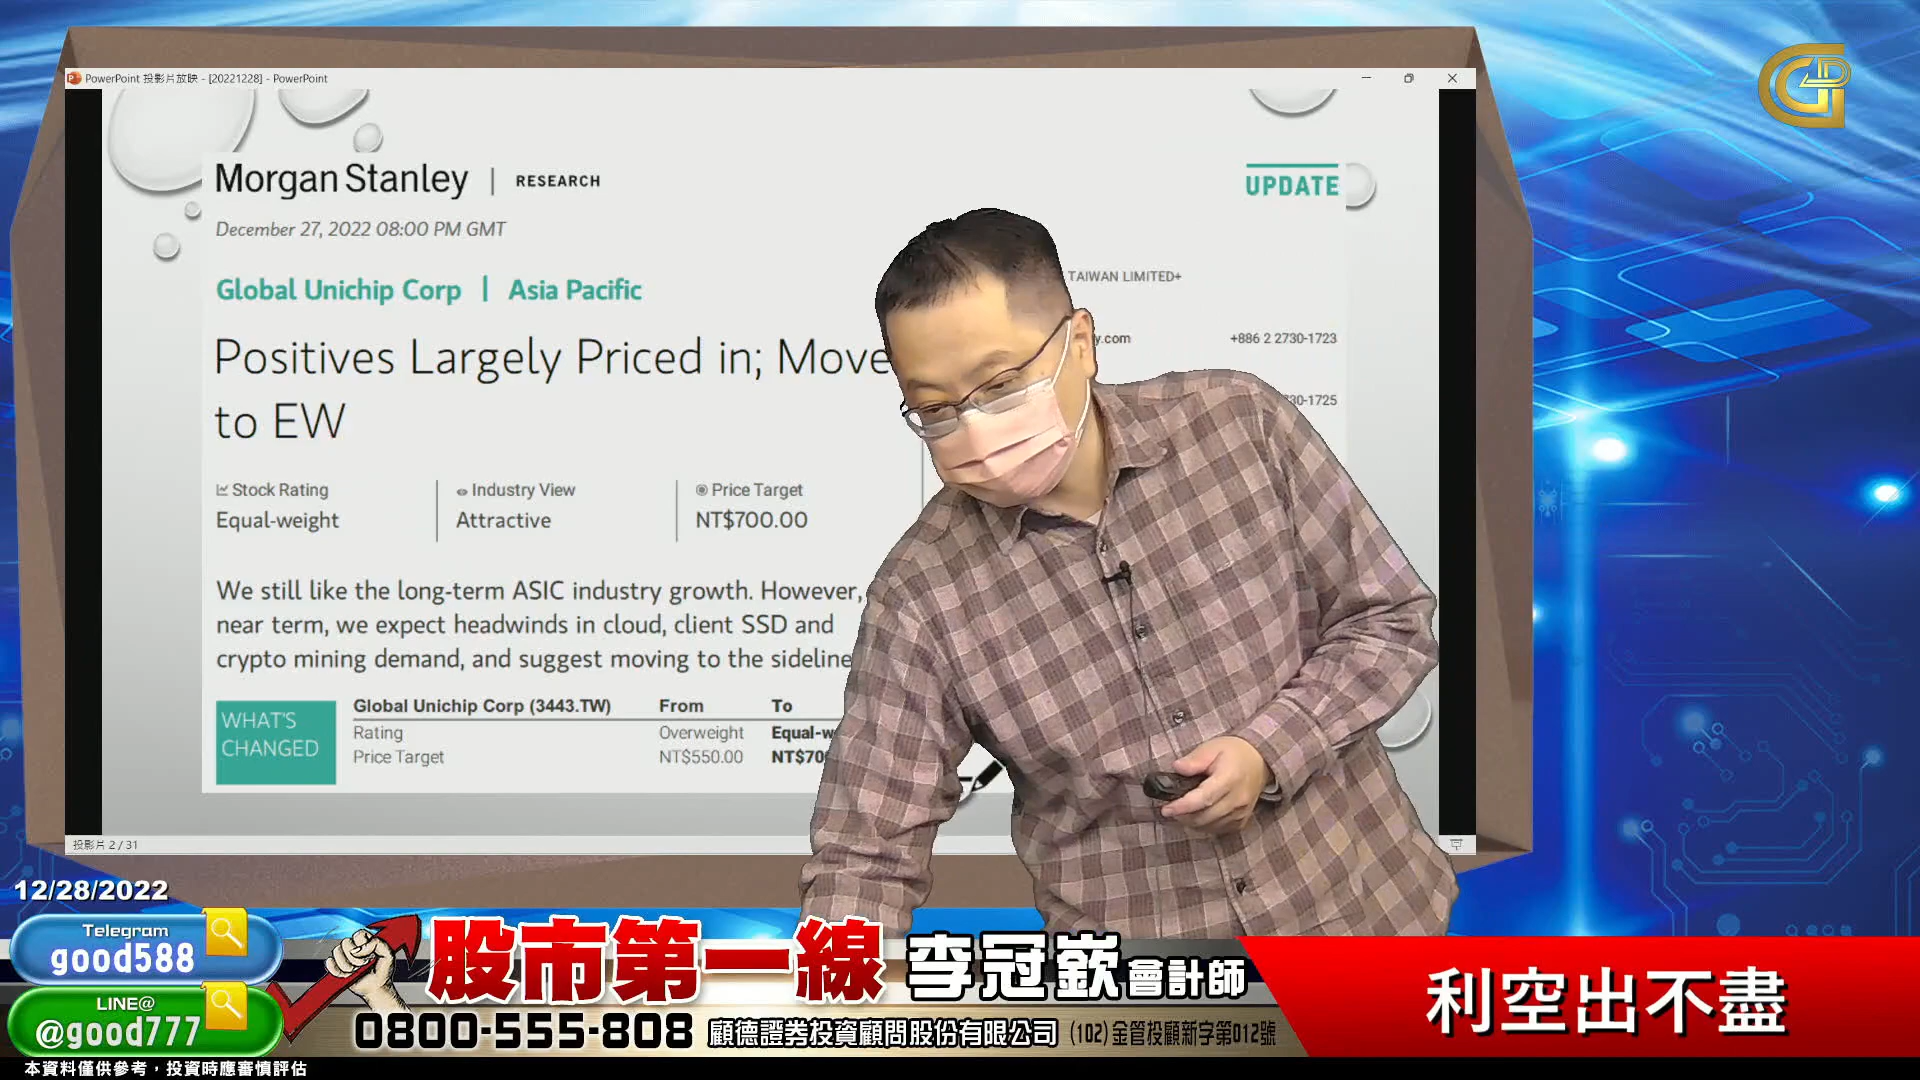 PowerPoint 投影片放映 - [20221228] - PowerPoint
Morgan Stanley | RESEARCH
UPDATE
December 27, 2022 08:00 PM GMT
TAIWAN LIMITED+
Global Unichip Corp | Asia Pacific
y.com
+886 2 2730-1723
Positives Largely Priced in; Move
to EW
30-1725
Stock Rating
Equal-weight
Industry View
Attractive
Price Target
NT$700.00
We still like the long-term ASIC industry growth. However,
near term, we expect headwinds in cloud, client SSD and
crypto mining demand, and suggest moving to the sideline
WHAT'S
CHANGED
Global Unichip Corp (3443.TW) From To
Rating Overweight Equal-w
Price Target NT$550.00 NT$70
投影片 2 / 31
12/28/2022
Telegram
good588
LINE@
@good777
股市第一線 李冠嶔會計師
0800-555-808 顧德證券投資顧問股份有限公司 (102)金管投顧新字第012號
利空出不盡
本資料僅供參考，投資時應審慎評估